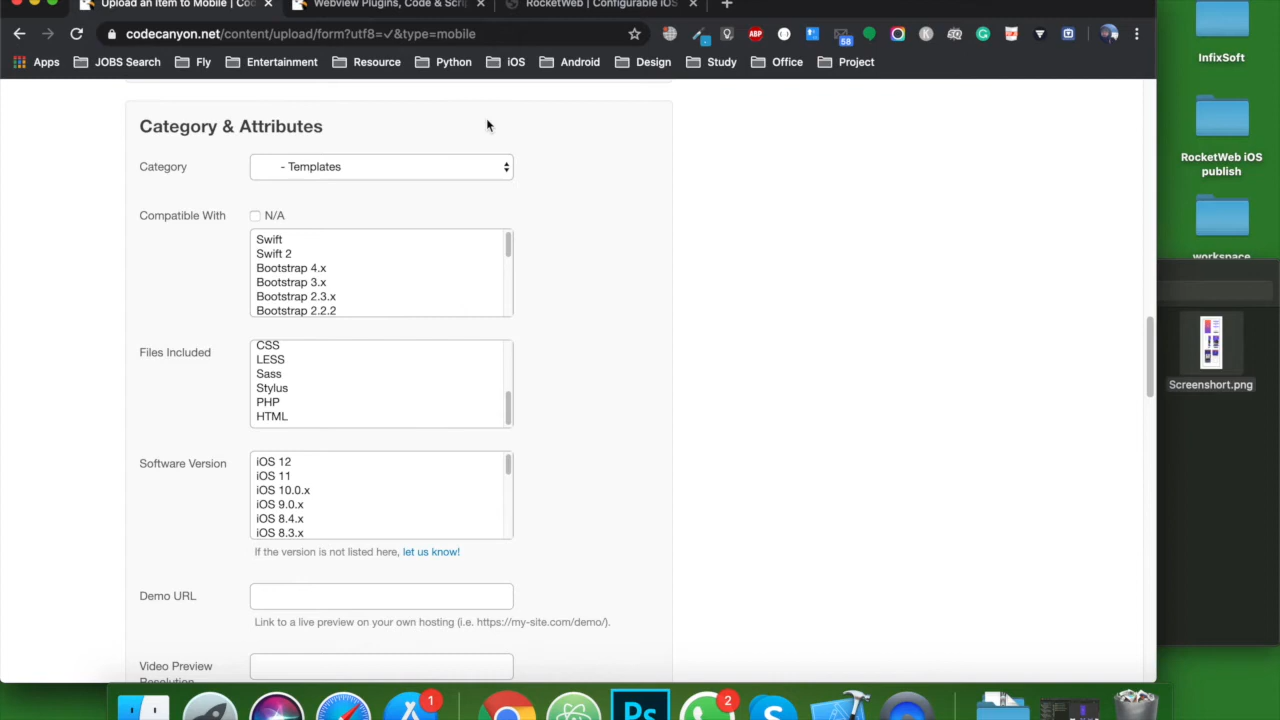 Upload an Item to Mobile | Co
Webview Plugins, Code & Scri
RocketWeb | Configurable iOS
codecanyon.net/content/upload/form?utf8=✓&type=mobile
ABP
58
Apps
JOBS Search
Fly
Entertainment
Resource
Python
iOS
Android
Design
Study
Office
Project
InfixSoft
RocketWeb iOS
publish
workspace
Screenshort.png
Category & Attributes
Category
- Templates
Compatible With
N/A
Swift
Swift 2
Bootstrap 4.x
Bootstrap 3.x
Bootstrap 2.3.x
Bootstrap 2.2.2
Files Included
CSS
LESS
Sass
Stylus
PHP
HTML
Software Version
iOS 12
iOS 11
iOS 10.0.x
iOS 9.0.x
iOS 8.4.x
iOS 8.3.x
If the version is not listed here, let us know!
Demo URL
Link to a live preview on your own hosting (i.e. https://my-site.com/demo/).
Video Preview
Resolution
1
Ps
2